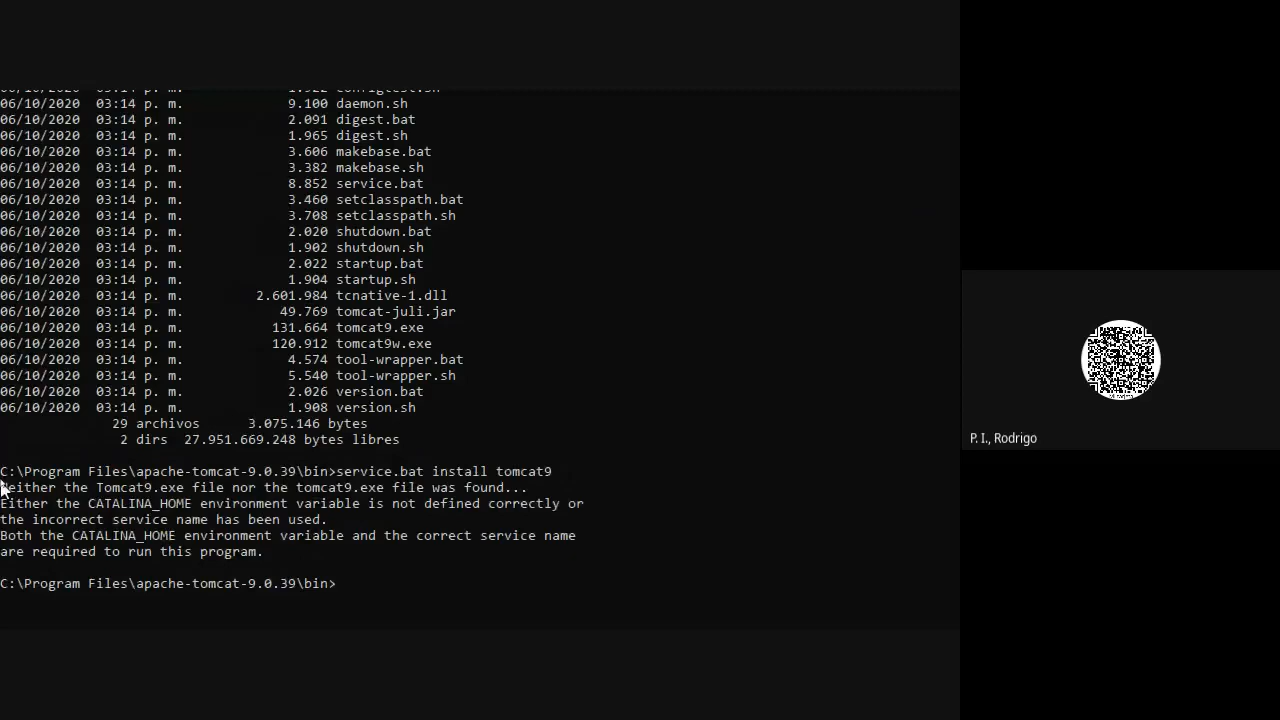 06/10/2020  03:14 p. m.             9.100 daemon.sh
06/10/2020  03:14 p. m.             2.091 digest.bat
06/10/2020  03:14 p. m.             1.965 digest.sh
06/10/2020  03:14 p. m.             3.606 makebase.bat
06/10/2020  03:14 p. m.             3.382 makebase.sh
06/10/2020  03:14 p. m.             8.852 service.bat
06/10/2020  03:14 p. m.             3.460 setclasspath.bat
06/10/2020  03:14 p. m.             3.708 setclasspath.sh
06/10/2020  03:14 p. m.             2.020 shutdown.bat
06/10/2020  03:14 p. m.             1.902 shutdown.sh
06/10/2020  03:14 p. m.             2.022 startup.bat
06/10/2020  03:14 p. m.             1.904 startup.sh
06/10/2020  03:14 p. m.         2.601.984 tcnative-1.dll
06/10/2020  03:14 p. m.            49.769 tomcat-juli.jar
06/10/2020  03:14 p. m.           131.664 tomcat9.exe
06/10/2020  03:14 p. m.           120.912 tomcat9w.exe
06/10/2020  03:14 p. m.             4.574 tool-wrapper.bat
06/10/2020  03:14 p. m.             5.540 tool-wrapper.sh
06/10/2020  03:14 p. m.             2.026 version.bat
06/10/2020  03:14 p. m.             1.908 version.sh
29 archivos      3.075.146 bytes
2 dirs  27.951.669.248 bytes libres
C:\Program Files\apache-tomcat-9.0.39\bin>service.bat install tomcat9
Neither the Tomcat9.exe file nor the tomcat9.exe file was found...
Either the CATALINA_HOME environment variable is not defined correctly or
the incorrect service name has been used.
Both the CATALINA_HOME environment variable and the correct service name
are required to run this program.
C:\Program Files\apache-tomcat-9.0.39\bin>
P. I., Rodrigo